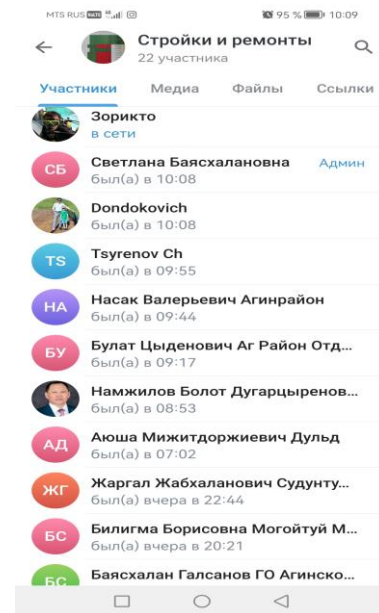 MTS RUS
95 %
10:09
Стройки и ремонты
22 участника
Участники Медиа Файлы Ссылки
Зорикто
в сети
СБ
Светлана Баясхалановна Админ
был(а) в 10:08
Dondokovich
был(а) в 10:08
TS
Tsyrenov Ch
был(а) в 09:55
НА
Насак Валерьевич Агинрайон
был(а) в 09:44
БУ
Булат Цыденович Аг Район Отд...
был(а) в 09:17
Намжилов Болот Дугарцыренов...
был(а) в 08:53
АД
Аюша Мижитдоржиевич Дульд
был(а) в 07:02
ЖГ
Жаргал Жабхаланович Судунту...
был(а) вчера в 22:44
БС
Билигма Борисовна Могойтуй М...
был(а) вчера в 20:21
БС
Баясхалан Галсанов ГО Агинско...